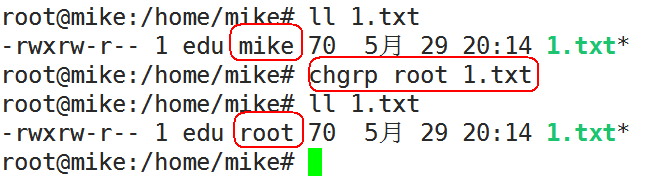 root@mike:/home/mike# ll 1.txt
-rwxrw-r-- 1 edu mike 70  5月 29 20:14 1.txt*
root@mike:/home/mike# chgrp root 1.txt
root@mike:/home/mike# ll 1.txt
-rwxrw-r-- 1 edu root 70  5月 29 20:14 1.txt*
root@mike:/home/mike#